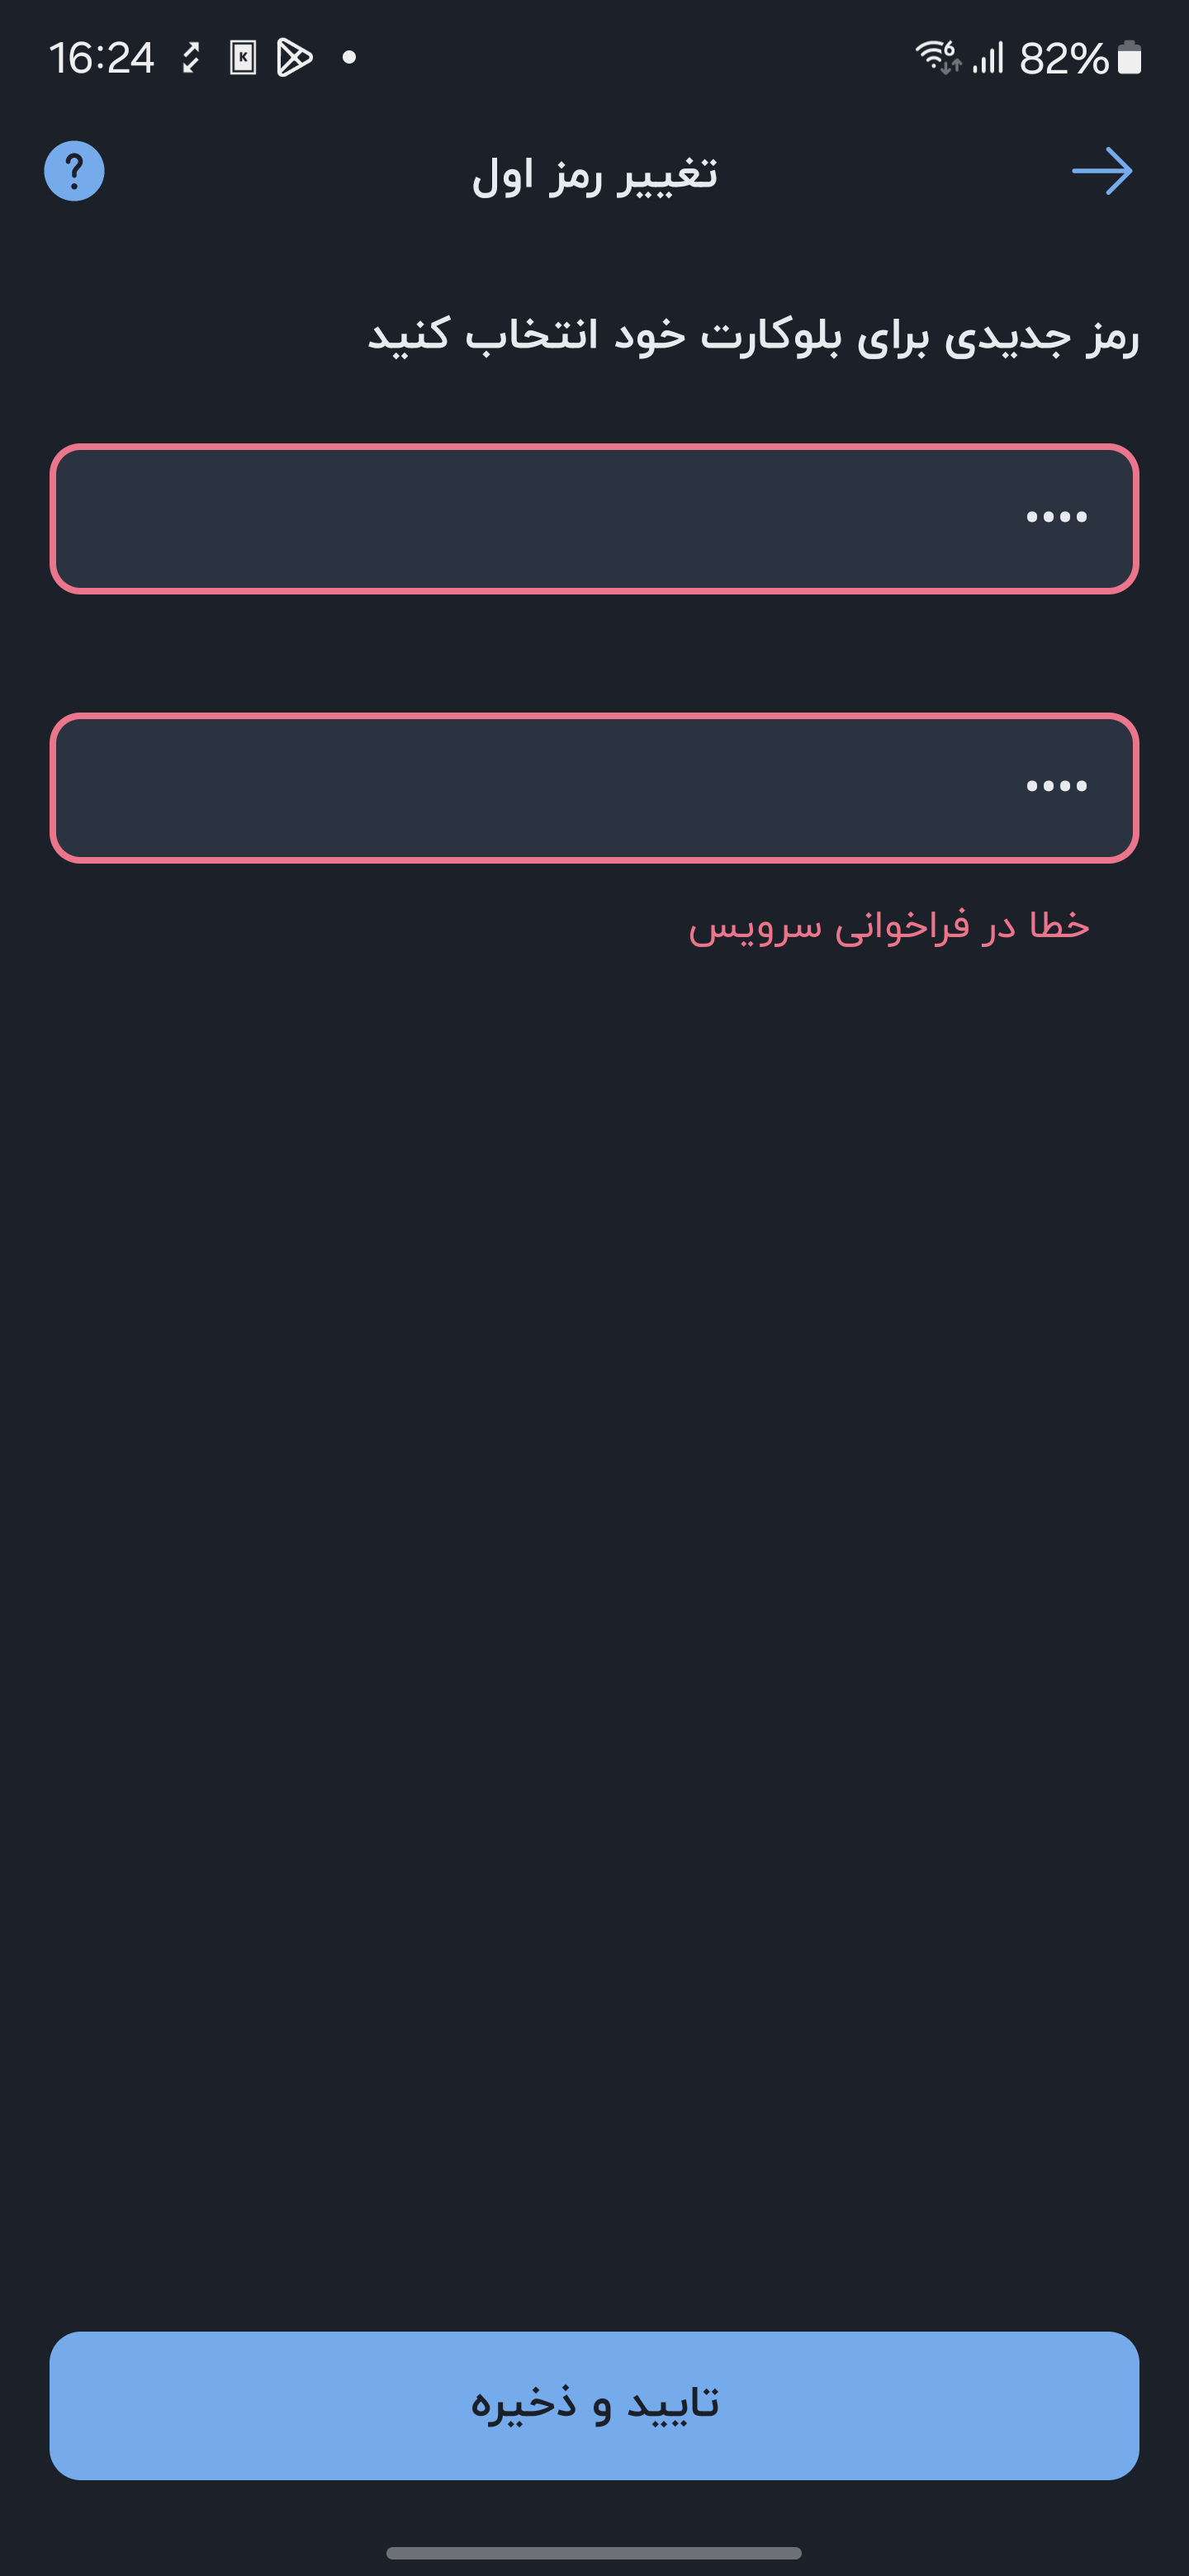 16:24
82%
تغییر رمز اول
?
رمز جدیدی برای بلوکارت خود انتخاب کنید
••••
••••
خطا در فراخوانی سرویس
تایید و ذخیره